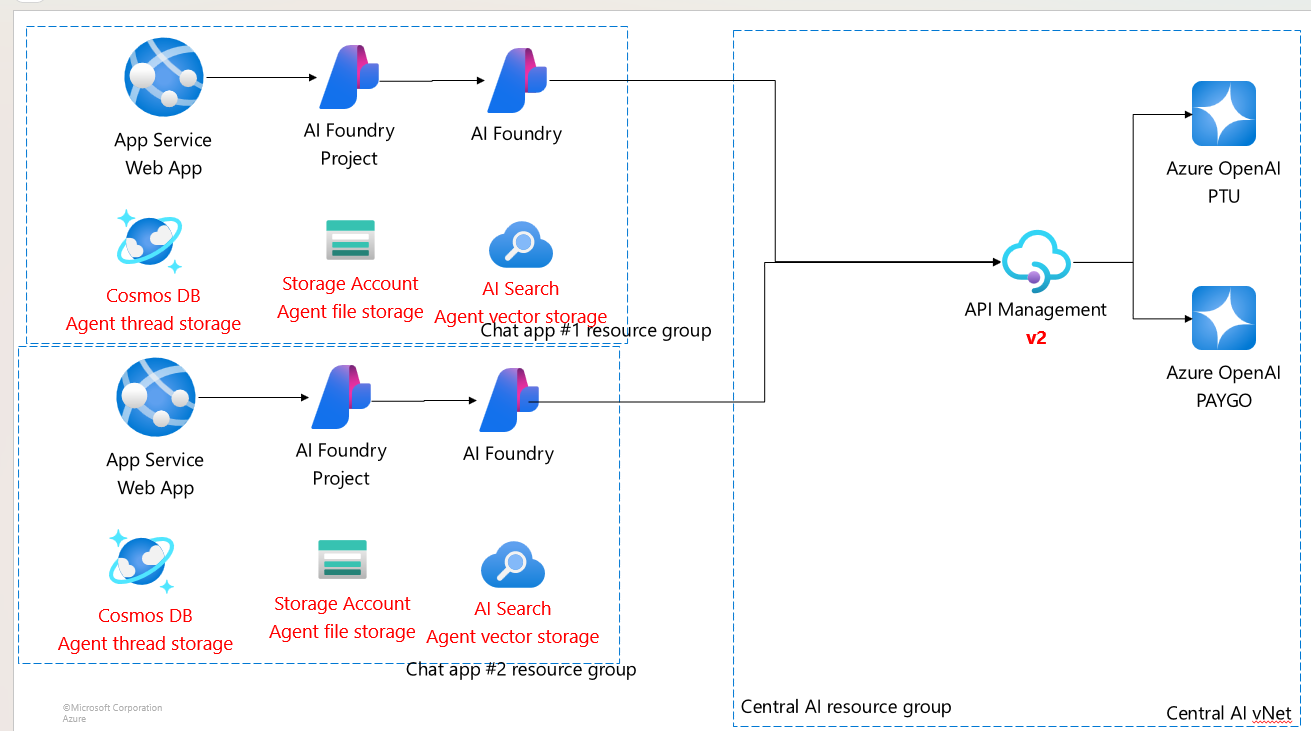 App Service
Web App
AI Foundry
Project
AI Foundry
Cosmos DB
Agent thread storage
Storage Account
Agent file storage
AI Search
Agent vector storage
Chat app #1 resource group
App Service
Web App
AI Foundry
Project
AI Foundry
Cosmos DB
Agent thread storage
Storage Account
Agent file storage
AI Search
Agent vector storage
Chat app #2 resource group
API Management
v2
Azure OpenAI
PTU
Azure OpenAI
PAYGO
Central AI resource group
Central AI vNet
©Microsoft Corporation
Azure